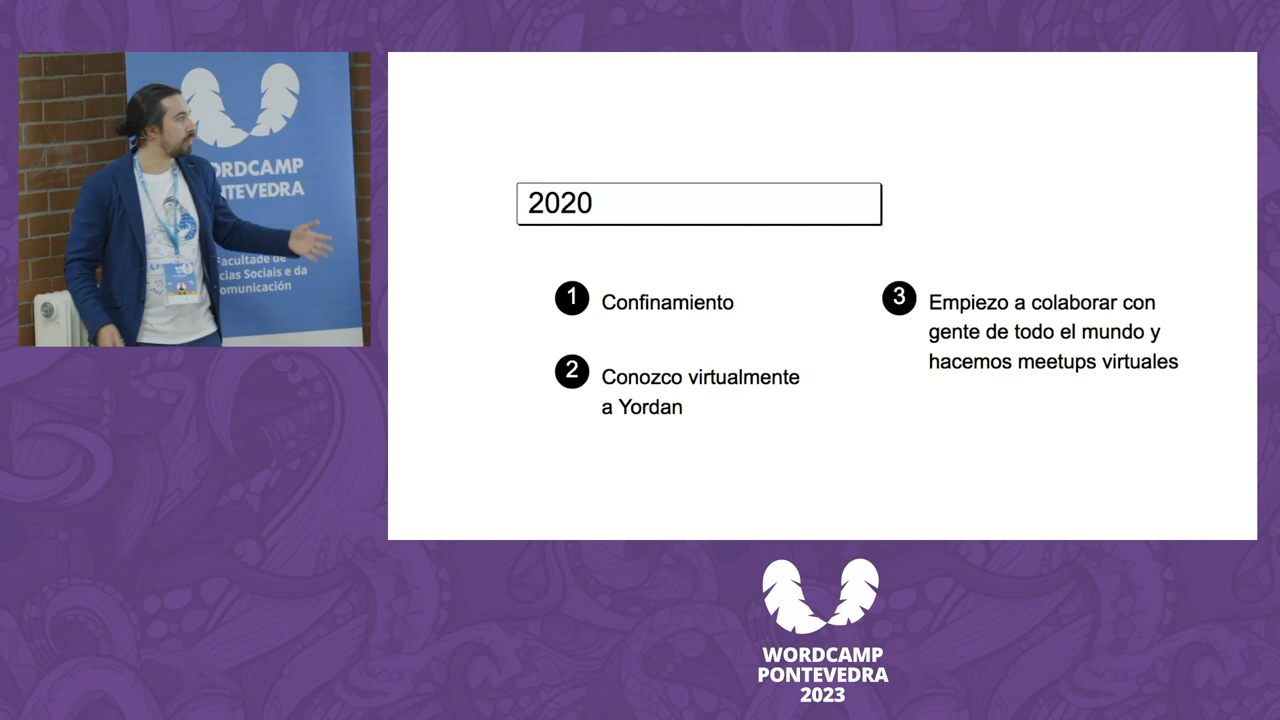 ORDCAMP
NTEVEDRA
Facultade de
cias Sociais e da
omunicación
2020
1 Confinamiento
2 Conozco virtualmente
a Yordan
3 Empiezo a colaborar con
gente de todo el mundo y
hacemos meetups virtuales
WORDCAMP
PONTEVEDRA
2023